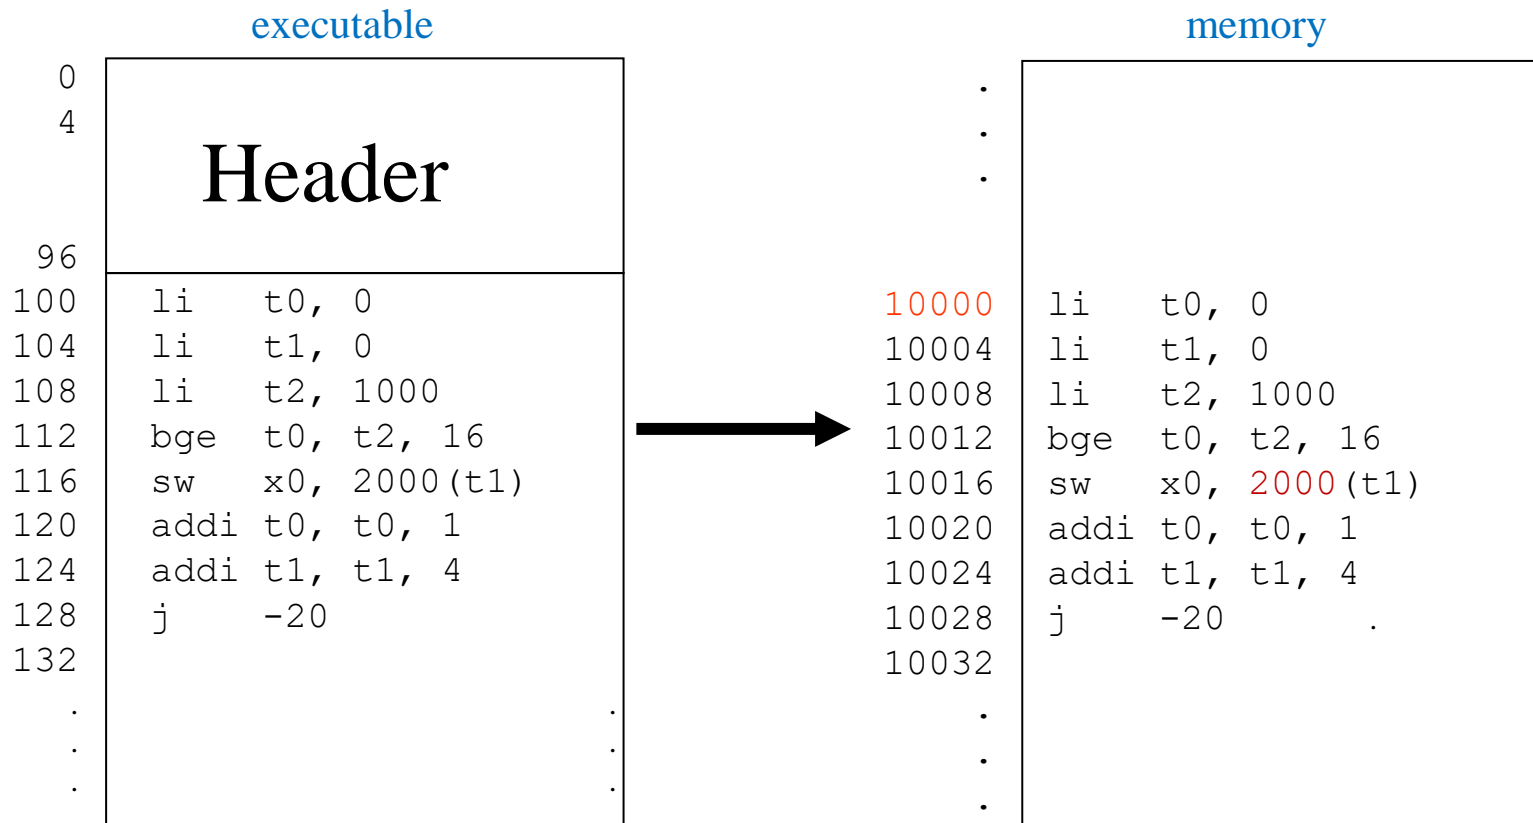 executable
0
4
Header
96
100 li t0, 0
104 li t1, 0
108 li t2, 1000
112 bge t0, t2, 16
116 sw x0, 2000(t1)
120 addi t0, t0, 1
124 addi t1, t1, 4
128 j -20
132
. .
. .
. .
memory
.
.
.
10000 li t0, 0
10004 li t1, 0
10008 li t2, 1000
10012 bge t0, t2, 16
10016 sw x0, 2000(t1)
10020 addi t0, t0, 1
10024 addi t1, t1, 4
10028 j -20 .
10032
.
.
.